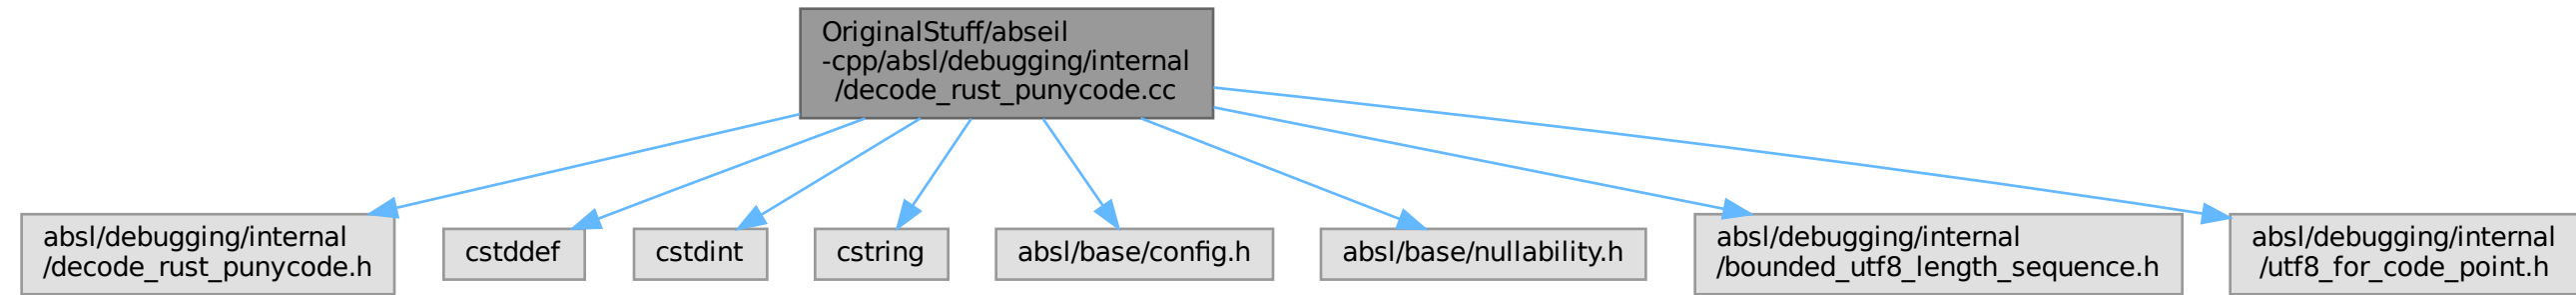 OriginalStuff/abseil
-cpp/absl/debugging/internal
/decode_rust_punycode.cc
absl/debugging/internal
/decode_rust_punycode.h
cstddef
cstdint
cstring
absl/base/config.h
absl/base/nullability.h
absl/debugging/internal
/bounded_utf8_length_sequence.h
absl/debugging/internal
/utf8_for_code_point.h